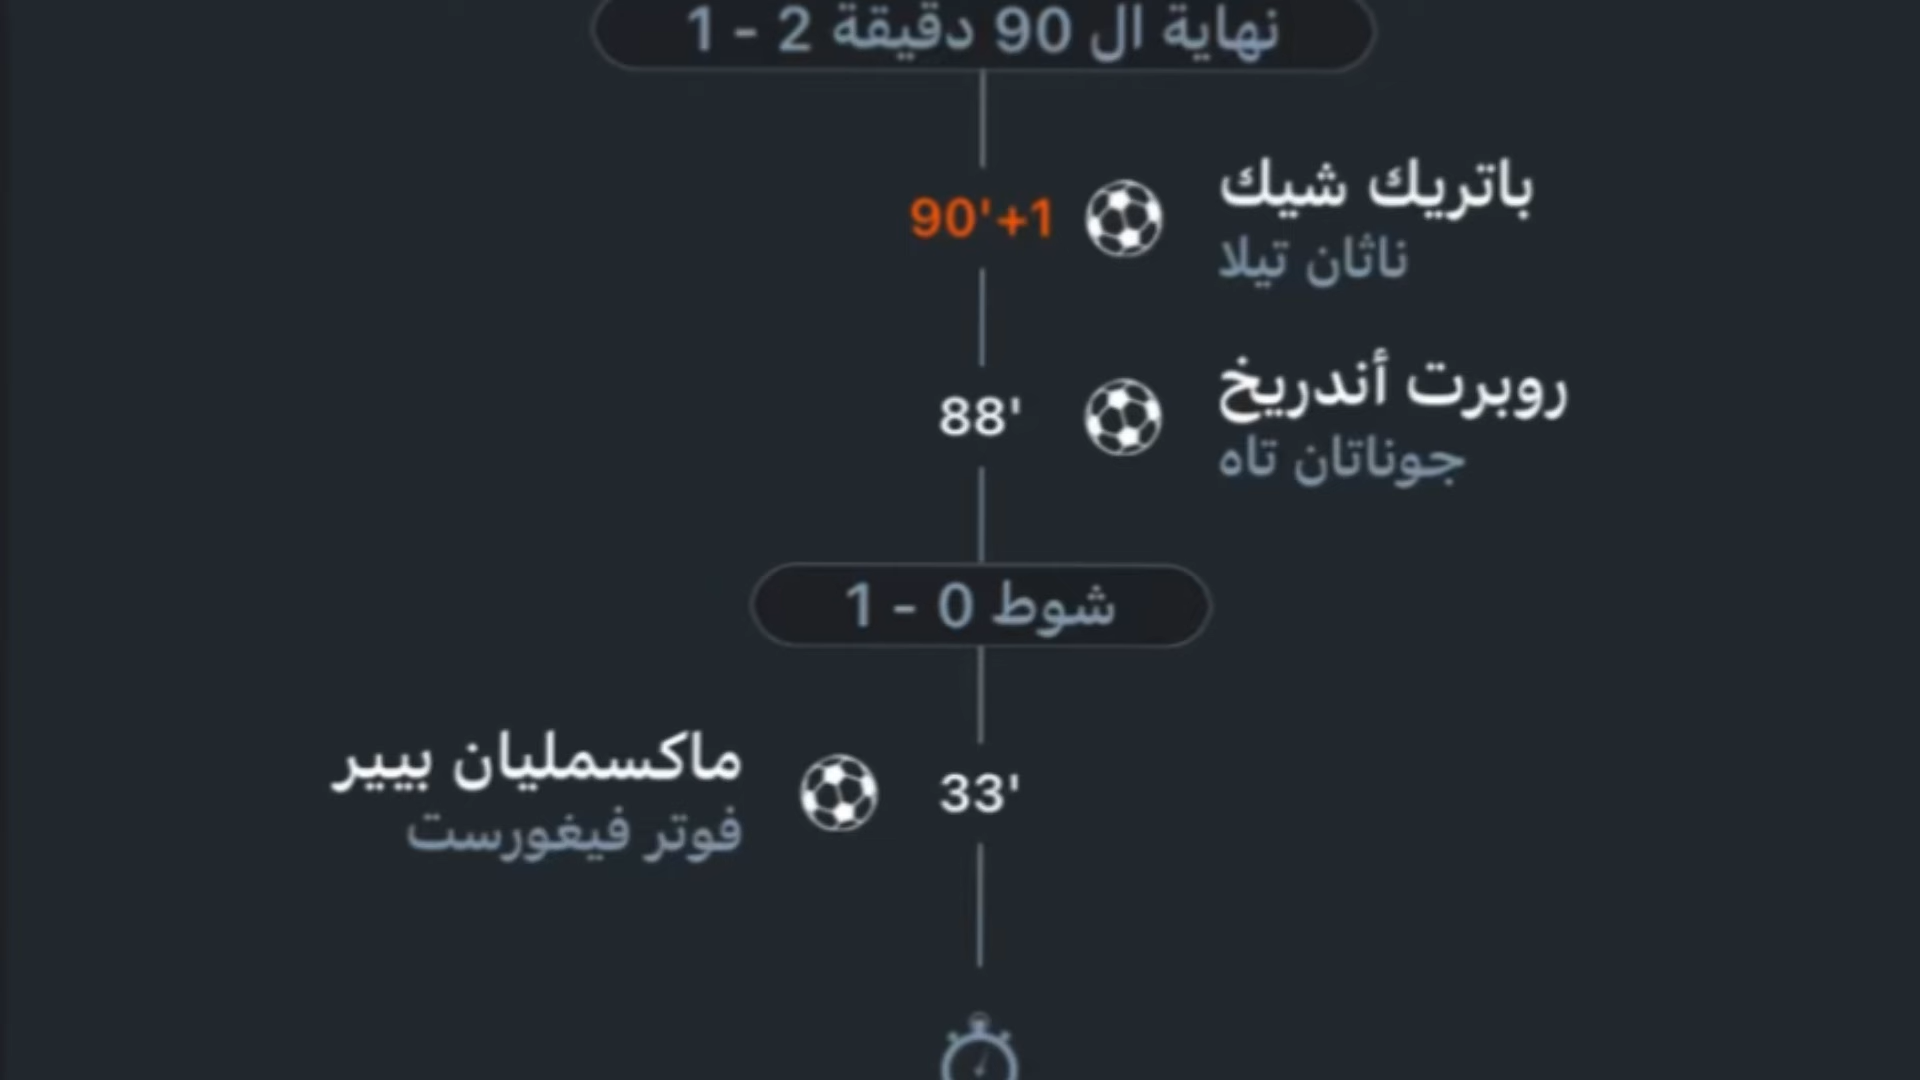 نهاية ال 90 دقيقة 2 - 1
باتريك شيك
90'+1
ناثان تيلا
روبرت أندريخ
88'
جوناتان تاه
شوط 0 - 1
ماكسمليان بيير
33'
فوتر فيغورست